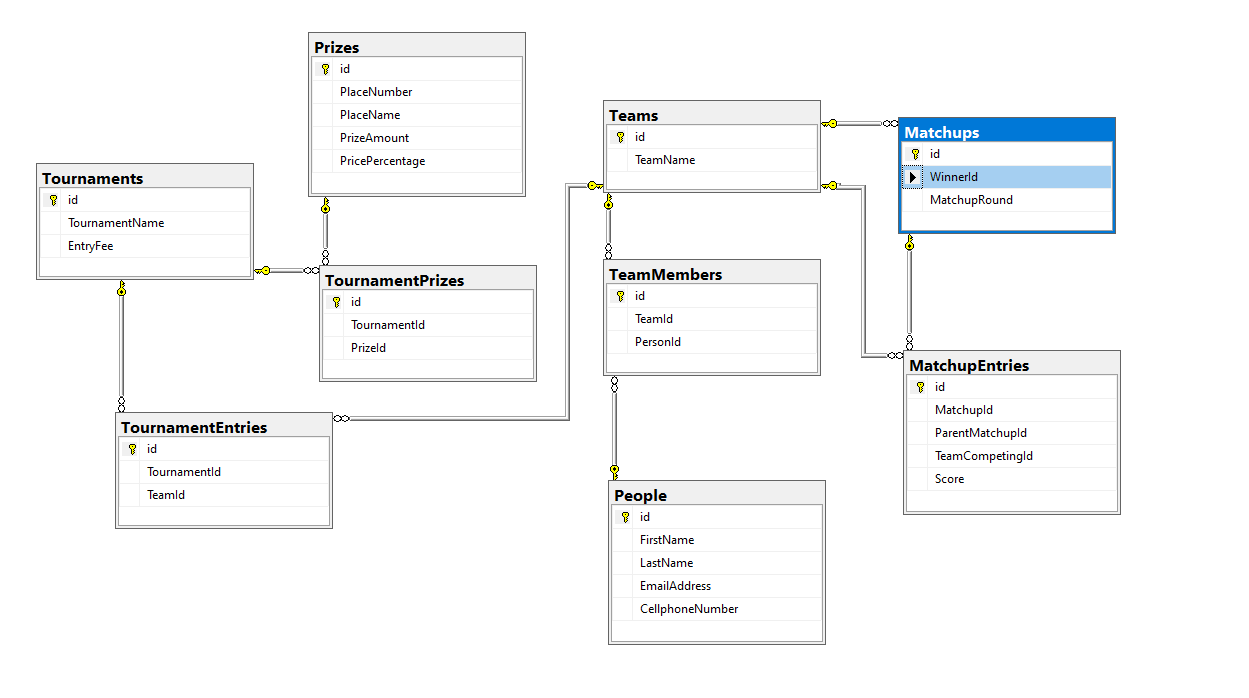 Prizes
id
PlaceNumber
PlaceName
PrizeAmount
PricePercentage
Teams
id
TeamName
Matchups
id
WinnerId
MatchupRound
Tournaments
id
TournamentName
EntryFee
TournamentPrizes
id
TournamentId
PrizeId
TeamMembers
id
TeamId
PersonId
MatchupEntries
id
MatchupId
ParentMatchupId
TeamCompetingId
Score
TournamentEntries
id
TournamentId
TeamId
People
id
FirstName
LastName
EmailAddress
CellphoneNumber